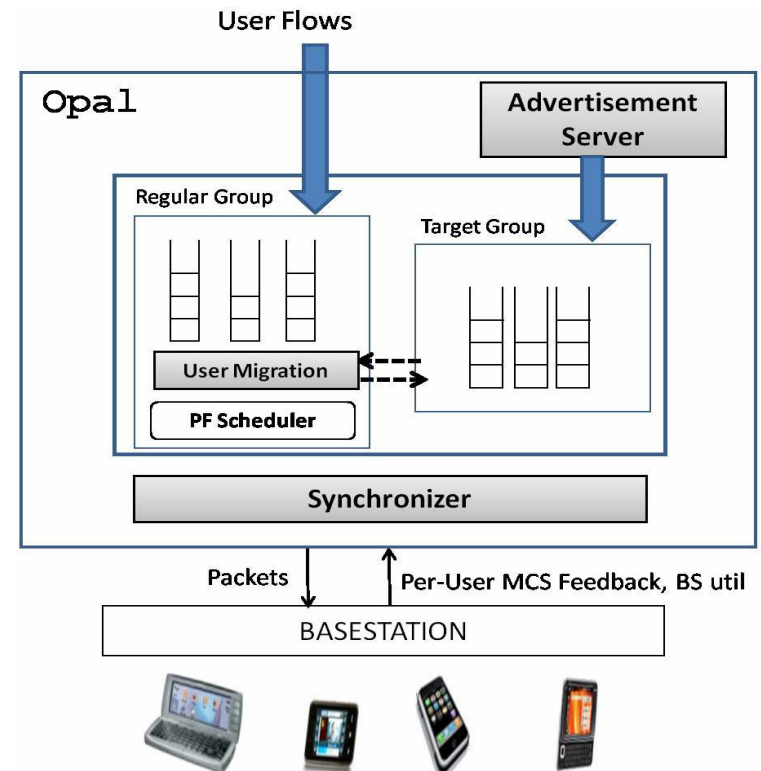 User Flows
Opal
Advertisement
Server
Regular Group
Target Group
User Migration
PF Scheduler
Synchronizer
Packets
Per-User MCS Feedback, BS util
BASESTATION